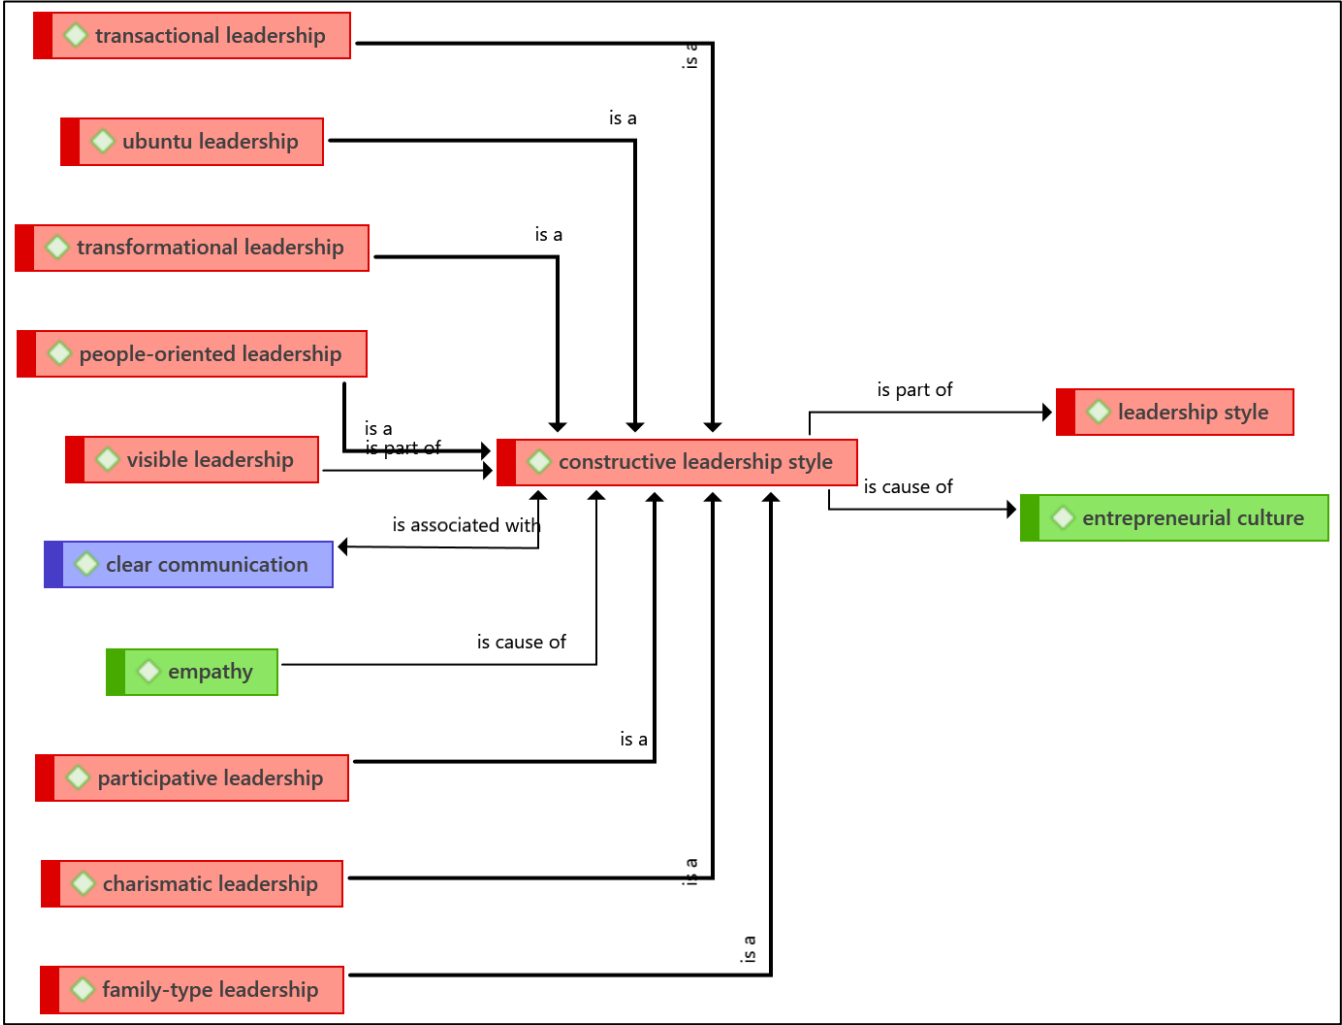 transactional leadership
is a
is a
ubuntu leadership
is a
transformational leadership
people-oriented leadership
is a
is part of
visible leadership
constructive leadership style
is part of
leadership style
is cause of
entrepreneurial culture
is associated with
clear communication
is cause of
empathy
is a
participative leadership
is a
charismatic leadership
is a
family-type leadership